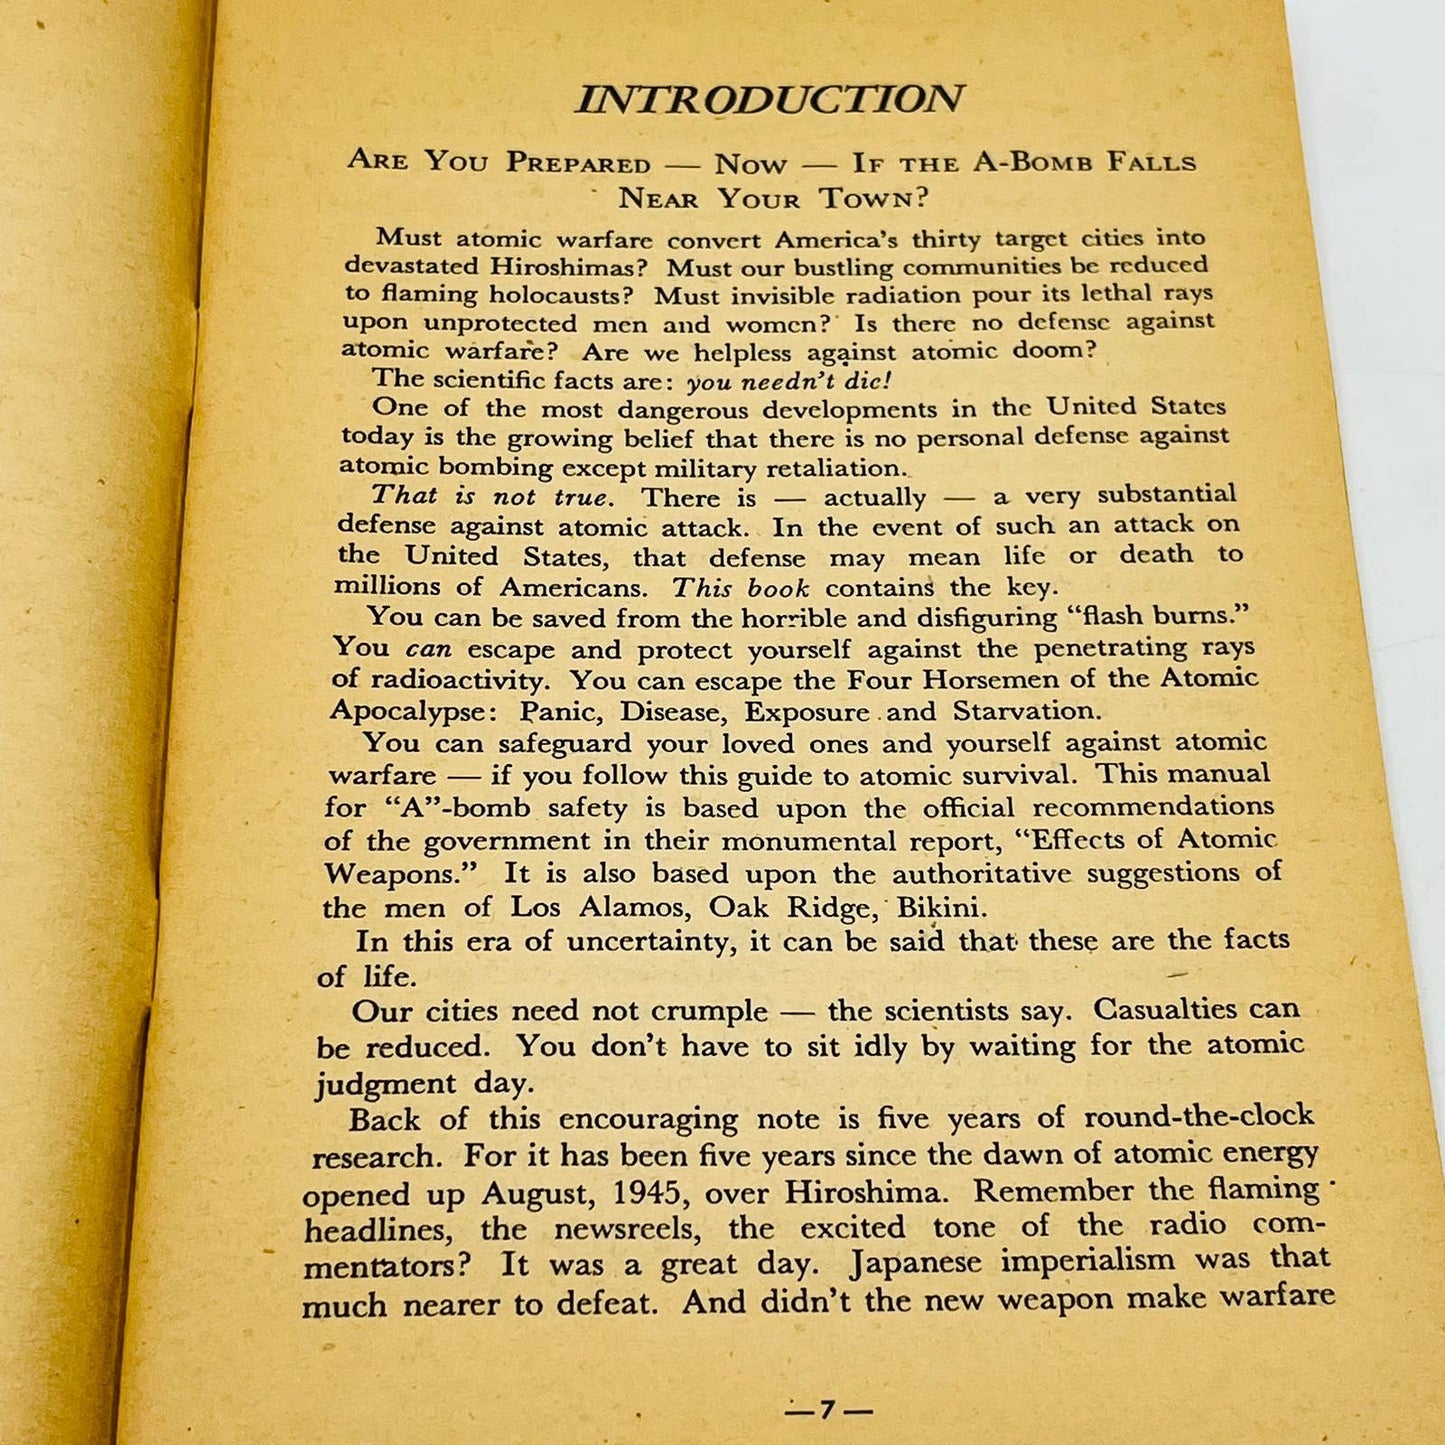 INTRODUCTION
ARE YOU PREPARED — NOW — IF THE A-BOMB FALLS
NEAR YOUR TOWN?
Must atomic warfare convert America's thirty target cities into
devastated Hiroshimas? Must our bustling communities be reduced
to flaming holocausts? Must invisible radiation pour its lethal rays
upon unprotected men and women? Is there no defense against
atomic warfare? Are we helpless against atomic doom?
The scientific facts are: you needn't die!
One of the most dangerous developments in the United States
today is the growing belief that there is no personal defense against
atomic bombing except military retaliation.
That is not true. There is — actually — a very substantial
defense against atomic attack. In the event of such an attack on
the United States, that defense may mean life or death to
millions of Americans. This book contains the key.
You can be saved from the horrible and disfiguring "flash burns."
You can escape and protect yourself against the penetrating rays
of radioactivity. You can escape the Four Horsemen of the Atomic
Apocalypse: Panic, Disease, Exposure and Starvation.
You can safeguard your loved ones and yourself against atomic
warfare — if you follow this guide to atomic survival. This manual
for "A"-bomb safety is based upon the official recommendations
of the government in their monumental report, "Effects of Atomic
Weapons." It is also based upon the authoritative suggestions of
the men of Los Alamos, Oak Ridge, Bikini.
In this era of uncertainty, it can be said that these are the facts
of life.
Our cities need not crumple — the scientists say. Casualties can
be reduced. You don't have to sit idly by waiting for the atomic
judgment day.
Back of this encouraging note is five years of round-the-clock
research. For it has been five years since the dawn of atomic energy
opened up August, 1945, over Hiroshima. Remember the flaming
headlines, the newsreels, the excited tone of the radio com-
mentators? It was a great day. Japanese imperialism was that
much nearer to defeat. And didn't the new weapon make warfare
—7—